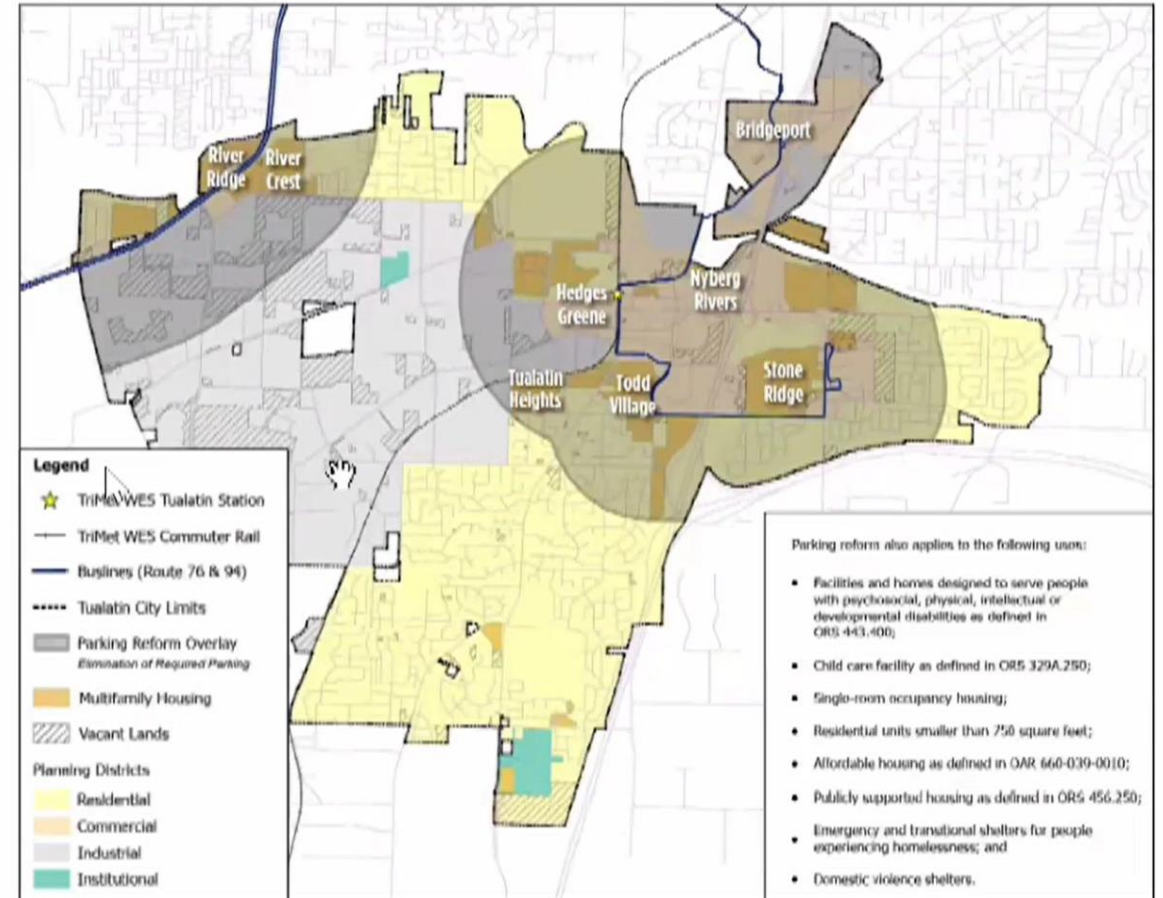 Bridgeport
River
Ridge
River
Crest
Nyberg
Rivers
Hedges
Greene
Tualatin
Heights
Todd
Village
Stone
Ridge
Legend
TriMet WES Tualatin Station
TriMet WES Commuter Rail
Buslines (Route 76 & 94)
Tualatin City Limits
Parking Reform Overlay
Elimination of Required Parking
Multifamily Housing
Vacant Lands
Planning Districts
Residential
Commercial
Industrial
Institutional
Parking reform also applies to the following uses:
• Facilities and homes designed to serve people
with psychosocial, physical, intellectual or
developmental disabilities as defined in
ORS 443.400;
• Child care facility as defined in ORS 329A.250;
• Single-room occupancy housing;
• Residential units smaller than 750 square feet;
• Affordable housing as defined in OAR 660-039-0010;
• Publicly supported housing as defined in ORS 456.250;
• Emergency and transitional shelters for people
experiencing homelessness; and
• Domestic violence shelters.